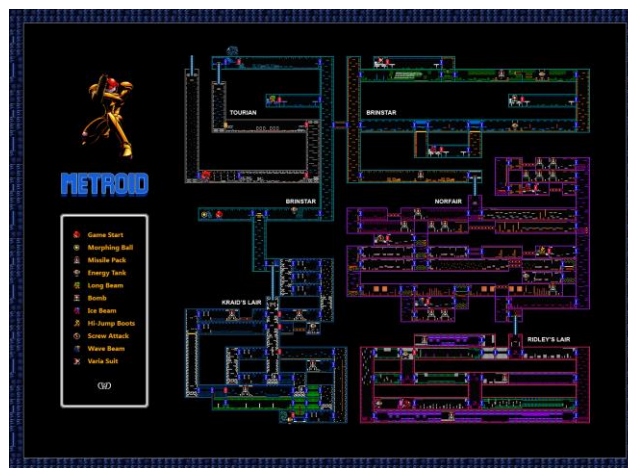 METROID
Game Start
Morphing Ball
Missile Pack
Energy Tank
Long Beam
Bomb
Ice Beam
Hi-Jump Boots
Screw Attack
Wave Beam
Varia Suit
TOURIAN
BRINSTAR
BRINSTAR
NORFAIR
KRAID'S LAIR
RIDLEY'S LAIR